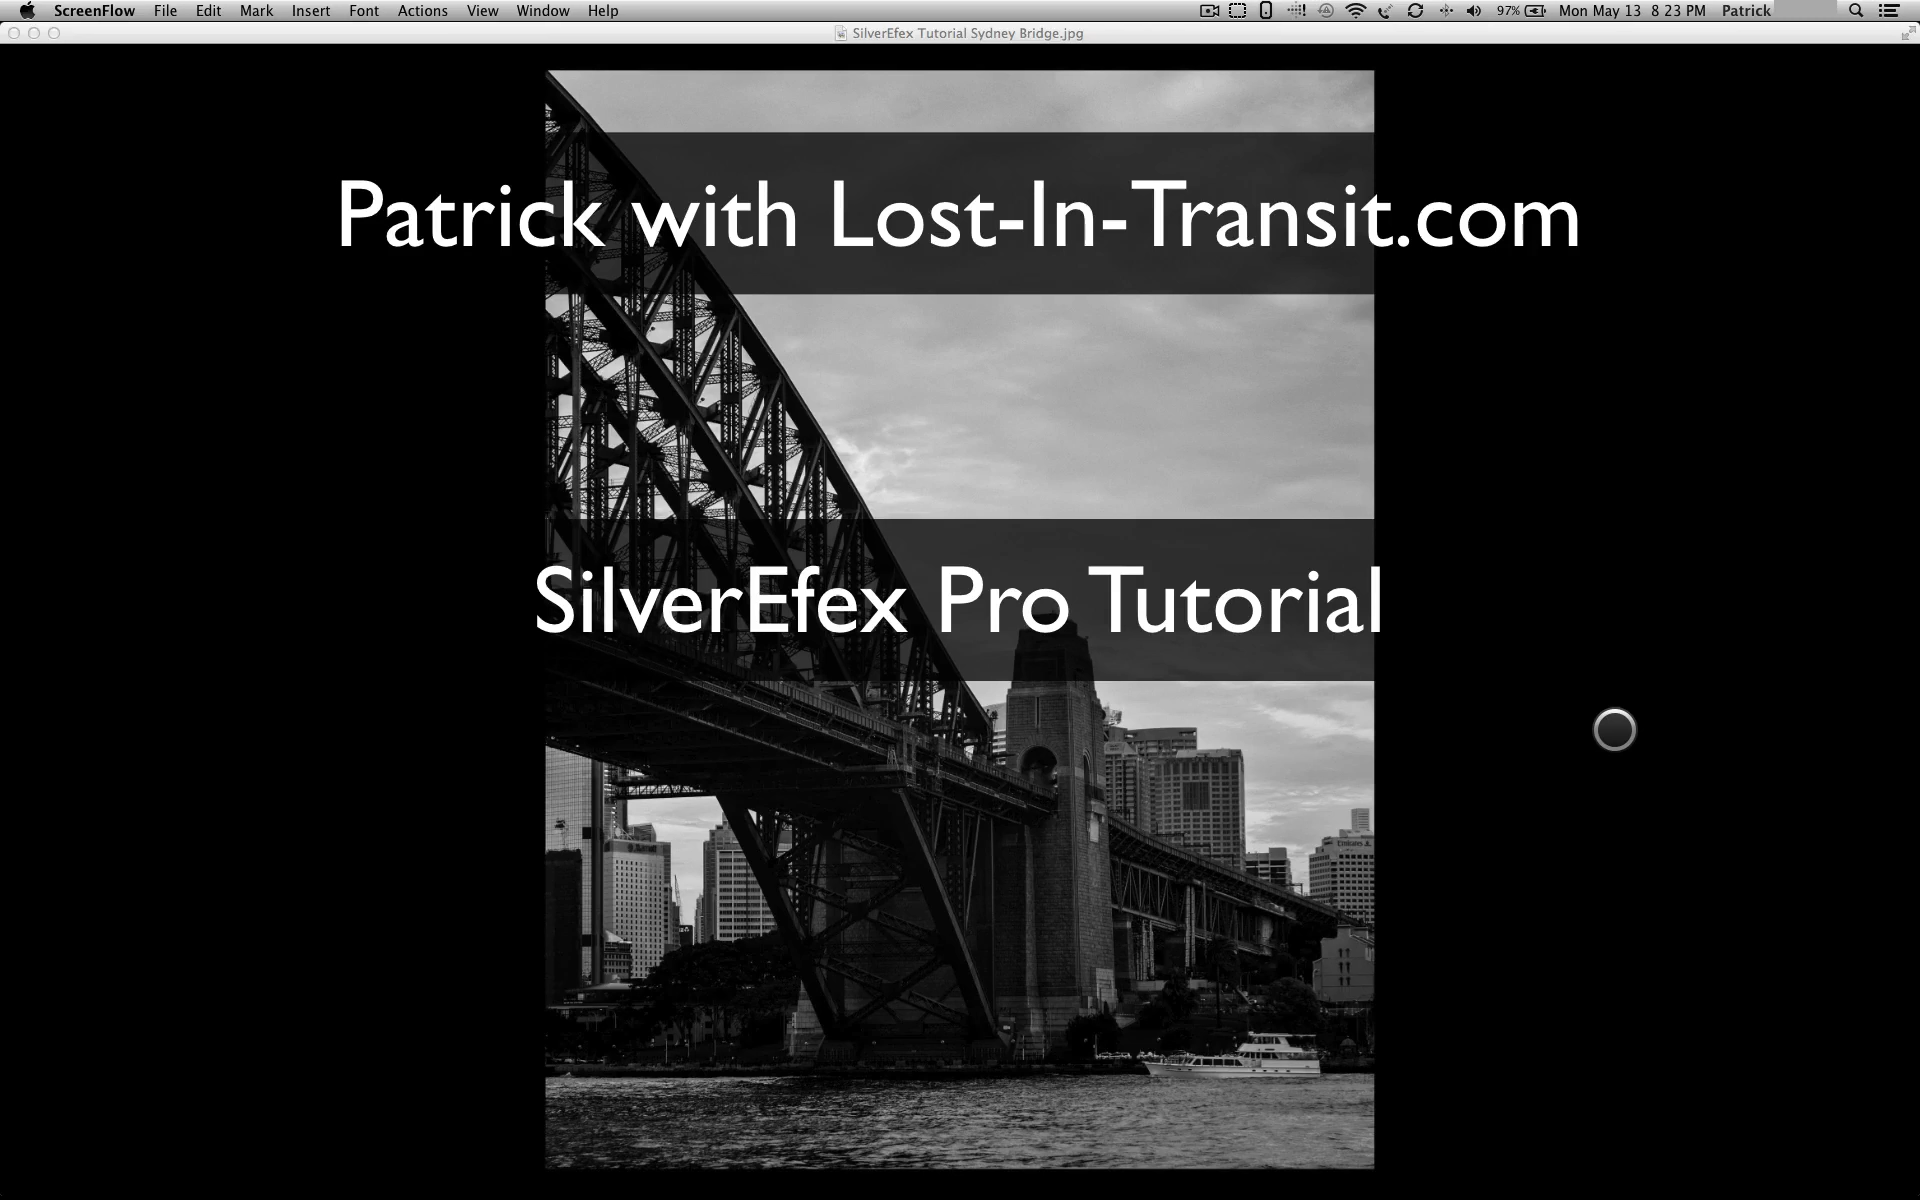 ScreenFlow File Edit Mark Insert Font Actions View Window Help 97% Mon May 13 8 23 PM Patrick
SilverEfex Tutorial Sydney Bridge.jpg
Patrick with Lost-In-Transit.com
SilverEfex Pro Tutorial
Emirates